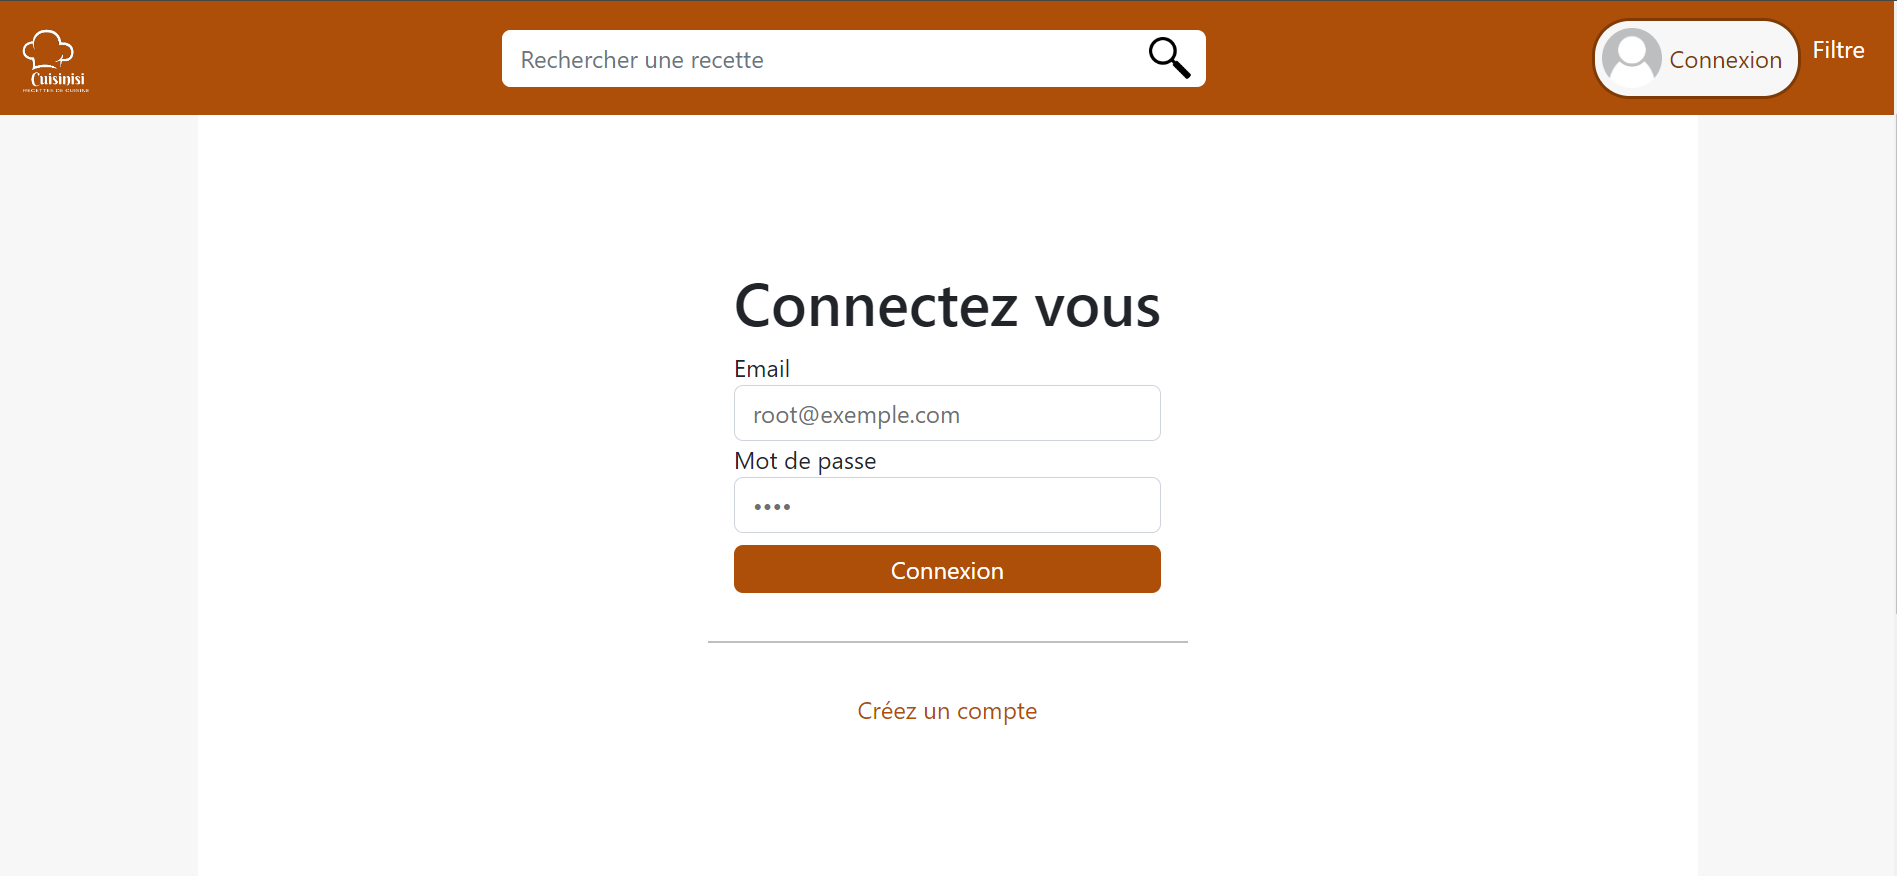 Cuisinisi
RECETTES DE CUISINE
Rechercher une recette
Connexion
Filtre
Connectez vous
Email
root@exemple.com
Mot de passe
••••
Connexion
Créez un compte